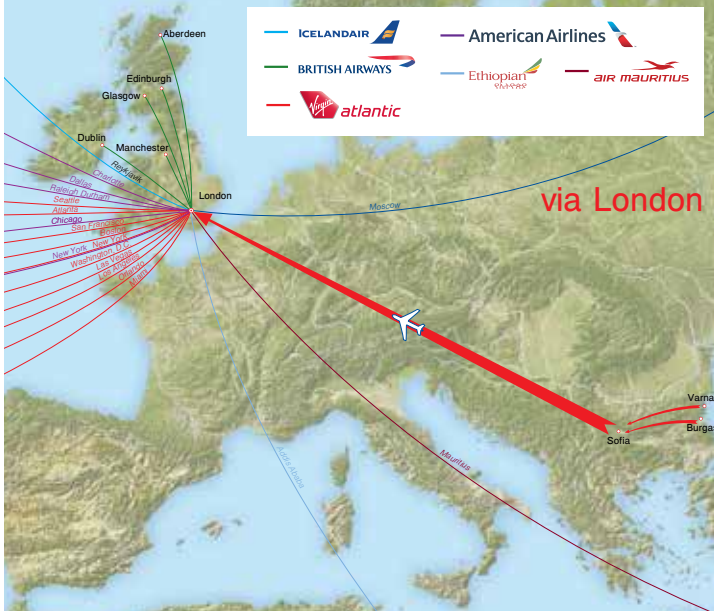 ICELANDAIR
American Airlines
BRITISH AIRWAYS
Ethiopian
የኢትዮጵያ
AIR MAURITIUS
Virgin atlantic
via London
Aberdeen
Edinburgh
Glasgow
Dublin
Manchester
Reykjavik
London
Charlotte
Dallas
Raleigh Durham
Seattle
Atlanta
Chicago
San Francisco
Boston
New York
New York
Washington D.C.
Las Vegas
Los Angeles
Orlando
Miami
Moscow
Addis Ababa
Mauritius
Varna
Burgas
Sofia